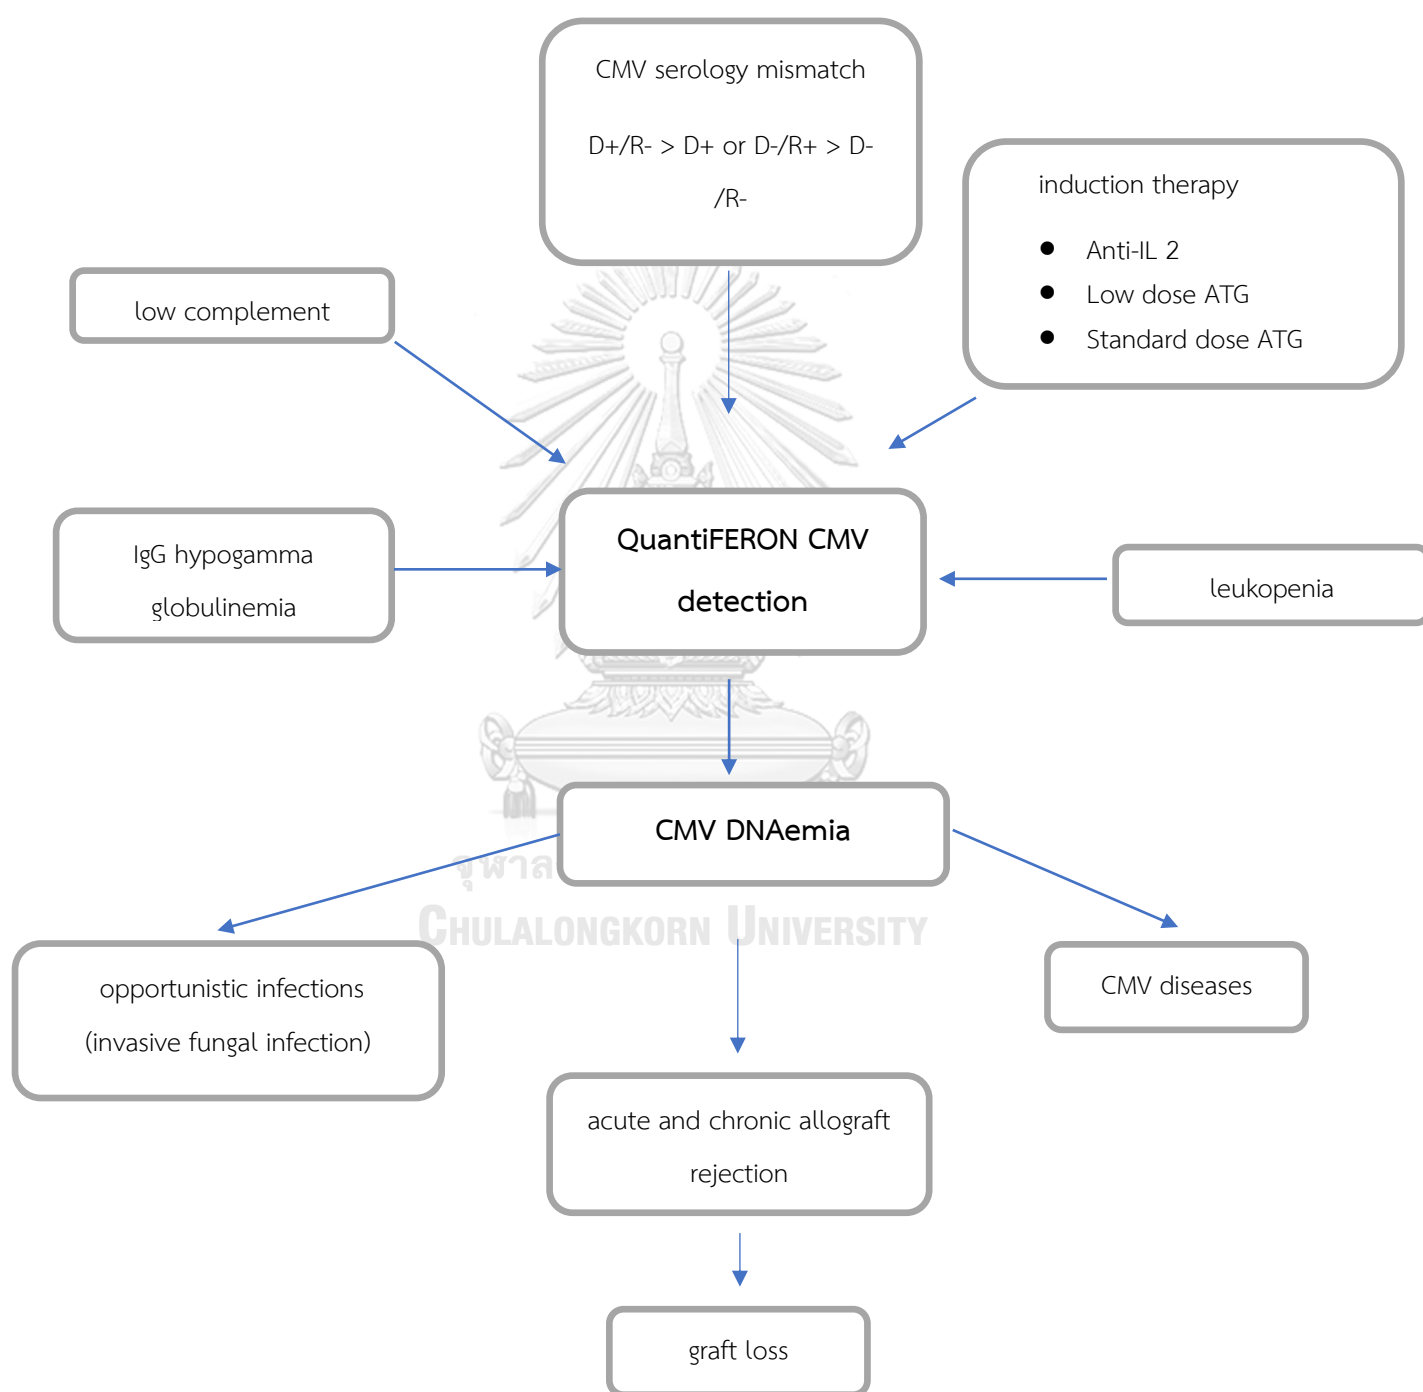 CMV serology mismatch
D+/R- > D+ or D-/R+ > D-
/R-
induction therapy
● Anti-IL 2
● Low dose ATG
● Standard dose ATG
low complement
IgG hypogamma
globulinemia
QuantiFERON CMV
detection
leukopenia
CMV DNAemia
จุฬาล
CHULALONGKORN UNIVERSITY
opportunistic infections
(invasive fungal infection)
CMV diseases
acute and chronic allograft
rejection
graft loss